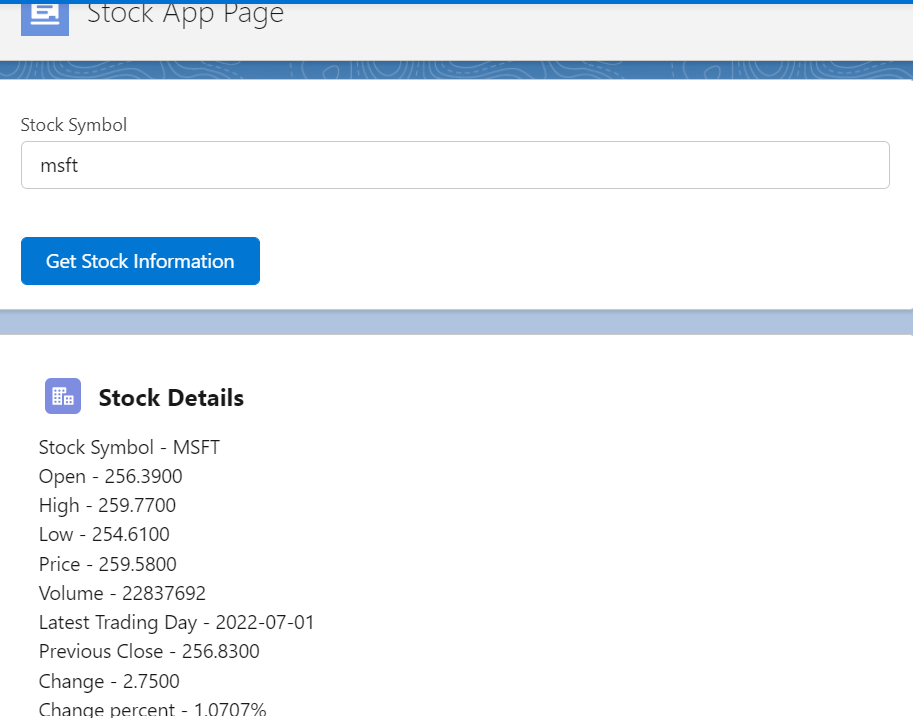 Stock App Page
Stock Symbol
msft
Get Stock Information
Stock Details
Stock Symbol - MSFT
Open - 256.3900
High - 259.7700
Low - 254.6100
Price - 259.5800
Volume - 22837692
Latest Trading Day - 2022-07-01
Previous Close - 256.8300
Change - 2.7500
Change percent - 1.0707%